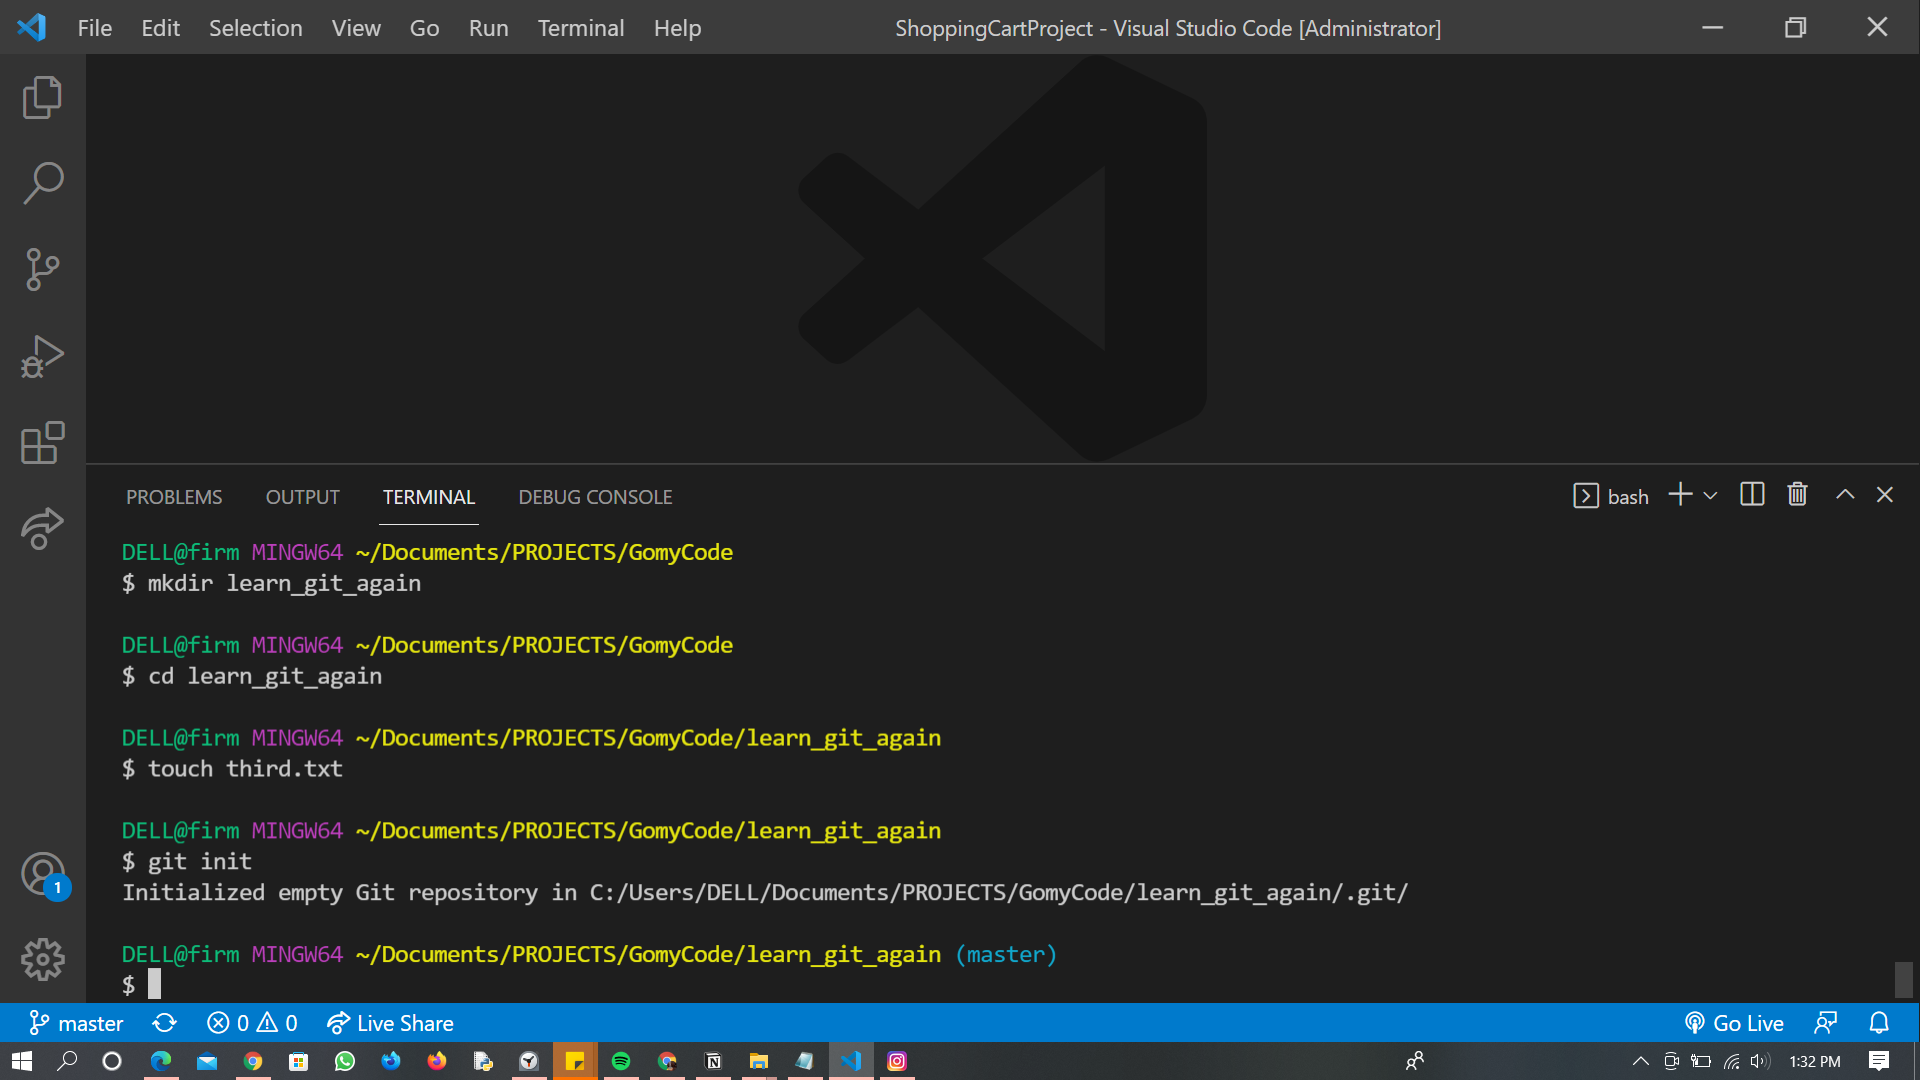 File Edit Selection View Go Run Terminal Help ShoppingCartProject - Visual Studio Code [Administrator]
PROBLEMS OUTPUT TERMINAL DEBUG CONSOLE bash
DELL@firm MINGW64 ~/Documents/PROJECTS/GomyCode
$ mkdir learn_git_again
DELL@firm MINGW64 ~/Documents/PROJECTS/GomyCode
$ cd learn_git_again
DELL@firm MINGW64 ~/Documents/PROJECTS/GomyCode/learn_git_again
$ touch third.txt
DELL@firm MINGW64 ~/Documents/PROJECTS/GomyCode/learn_git_again
$ git init
Initialized empty Git repository in C:/Users/DELL/Documents/PROJECTS/GomyCode/learn_git_again/.git/
1
DELL@firm MINGW64 ~/Documents/PROJECTS/GomyCode/learn_git_again (master)
$
master 0 0 Live Share Go Live
1:32 PM